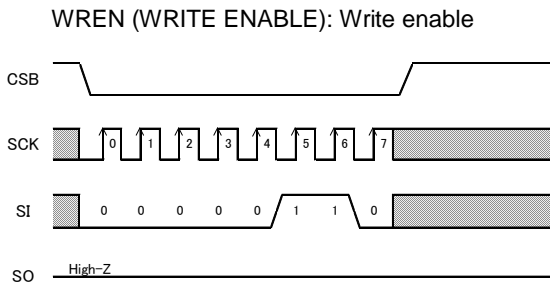 WREN (WRITE ENABLE): Write enable
CSB
SCK 0 1 2 3 4 5 6 7
SI 0 0 0 0 0 1 1 0
SO High-Z